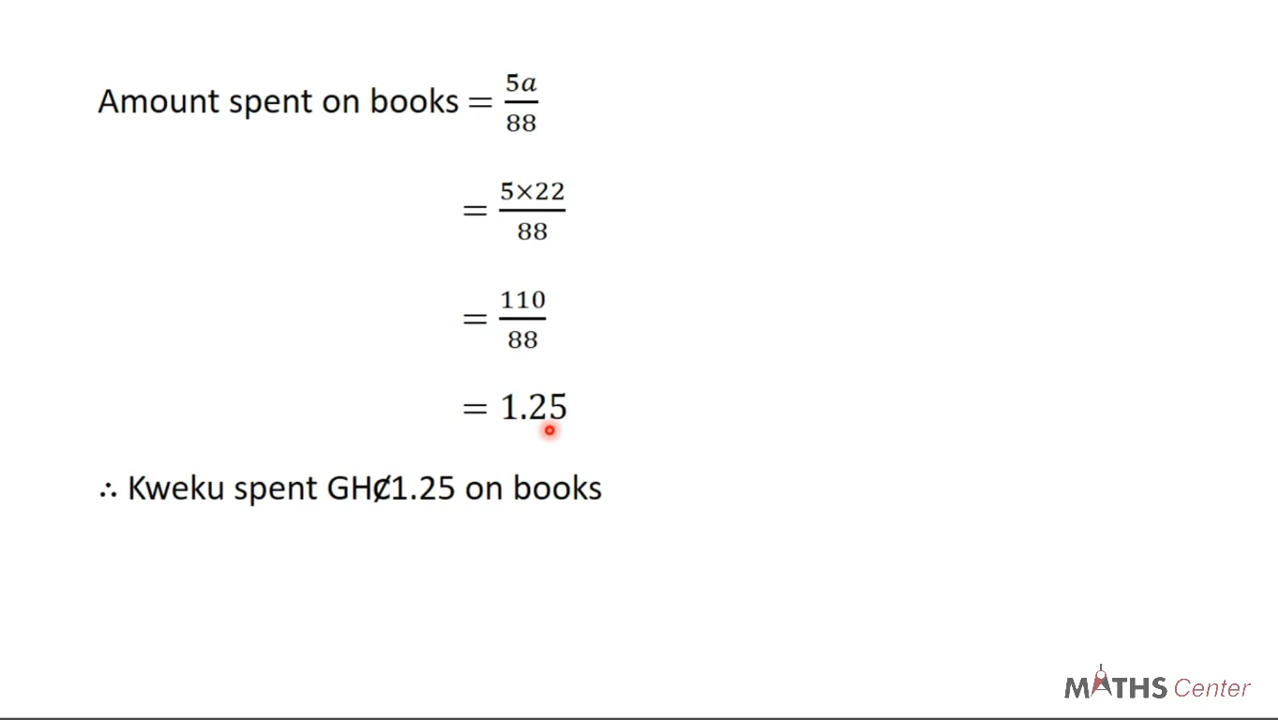 Amount spent on books = 5a/88
= 5×22/88
= 110/88
= 1.25
∴ Kweku spent GH₵1.25 on books
MATHS Center